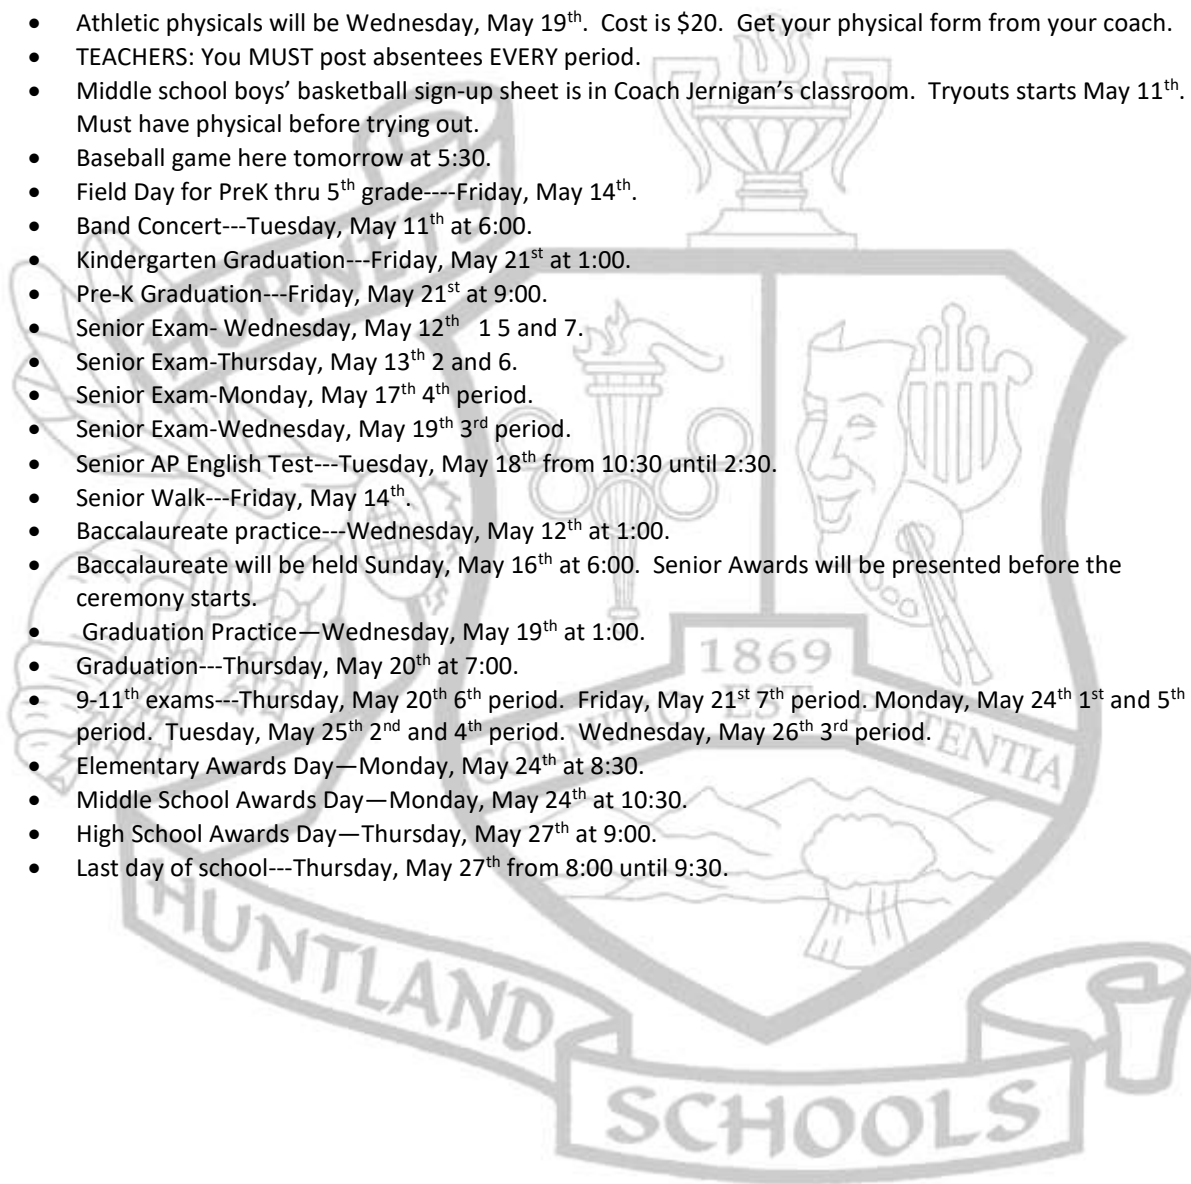 • Athletic physicals will be Wednesday, May 19th. Cost is $20. Get your physical form from your coach.
• TEACHERS: You MUST post absentees EVERY period.
• Middle school boys’ basketball sign-up sheet is in Coach Jernigan’s classroom. Tryouts starts May 11th.
Must have physical before trying out.
• Baseball game here tomorrow at 5:30.
• Field Day for PreK thru 5th grade----Friday, May 14th.
• Band Concert---Tuesday, May 11th at 6:00.
• Kindergarten Graduation---Friday, May 21st at 1:00.
• Pre-K Graduation---Friday, May 21st at 9:00.
• Senior Exam- Wednesday, May 12th 1 5 and 7.
• Senior Exam-Thursday, May 13th 2 and 6.
• Senior Exam-Monday, May 17th 4th period.
• Senior Exam-Wednesday, May 19th 3rd period.
• Senior AP English Test---Tuesday, May 18th from 10:30 until 2:30.
• Senior Walk---Friday, May 14th.
• Baccalaureate practice---Wednesday, May 12th at 1:00.
• Baccalaureate will be held Sunday, May 16th at 6:00. Senior Awards will be presented before the
ceremony starts.
• Graduation Practice—Wednesday, May 19th at 1:00.
• Graduation---Thursday, May 20th at 7:00.
• 9-11th exams---Thursday, May 20th 6th period. Friday, May 21st 7th period. Monday, May 24th 1st and 5th
period. Tuesday, May 25th 2nd and 4th period. Wednesday, May 26th 3rd period.
• Elementary Awards Day—Monday, May 24th at 8:30.
• Middle School Awards Day—Monday, May 24th at 10:30.
• High School Awards Day—Thursday, May 27th at 9:00.
• Last day of school---Thursday, May 27th from 8:00 until 9:30.
HORNETS
1869
EST
HUNTLAND
SCHOOLS